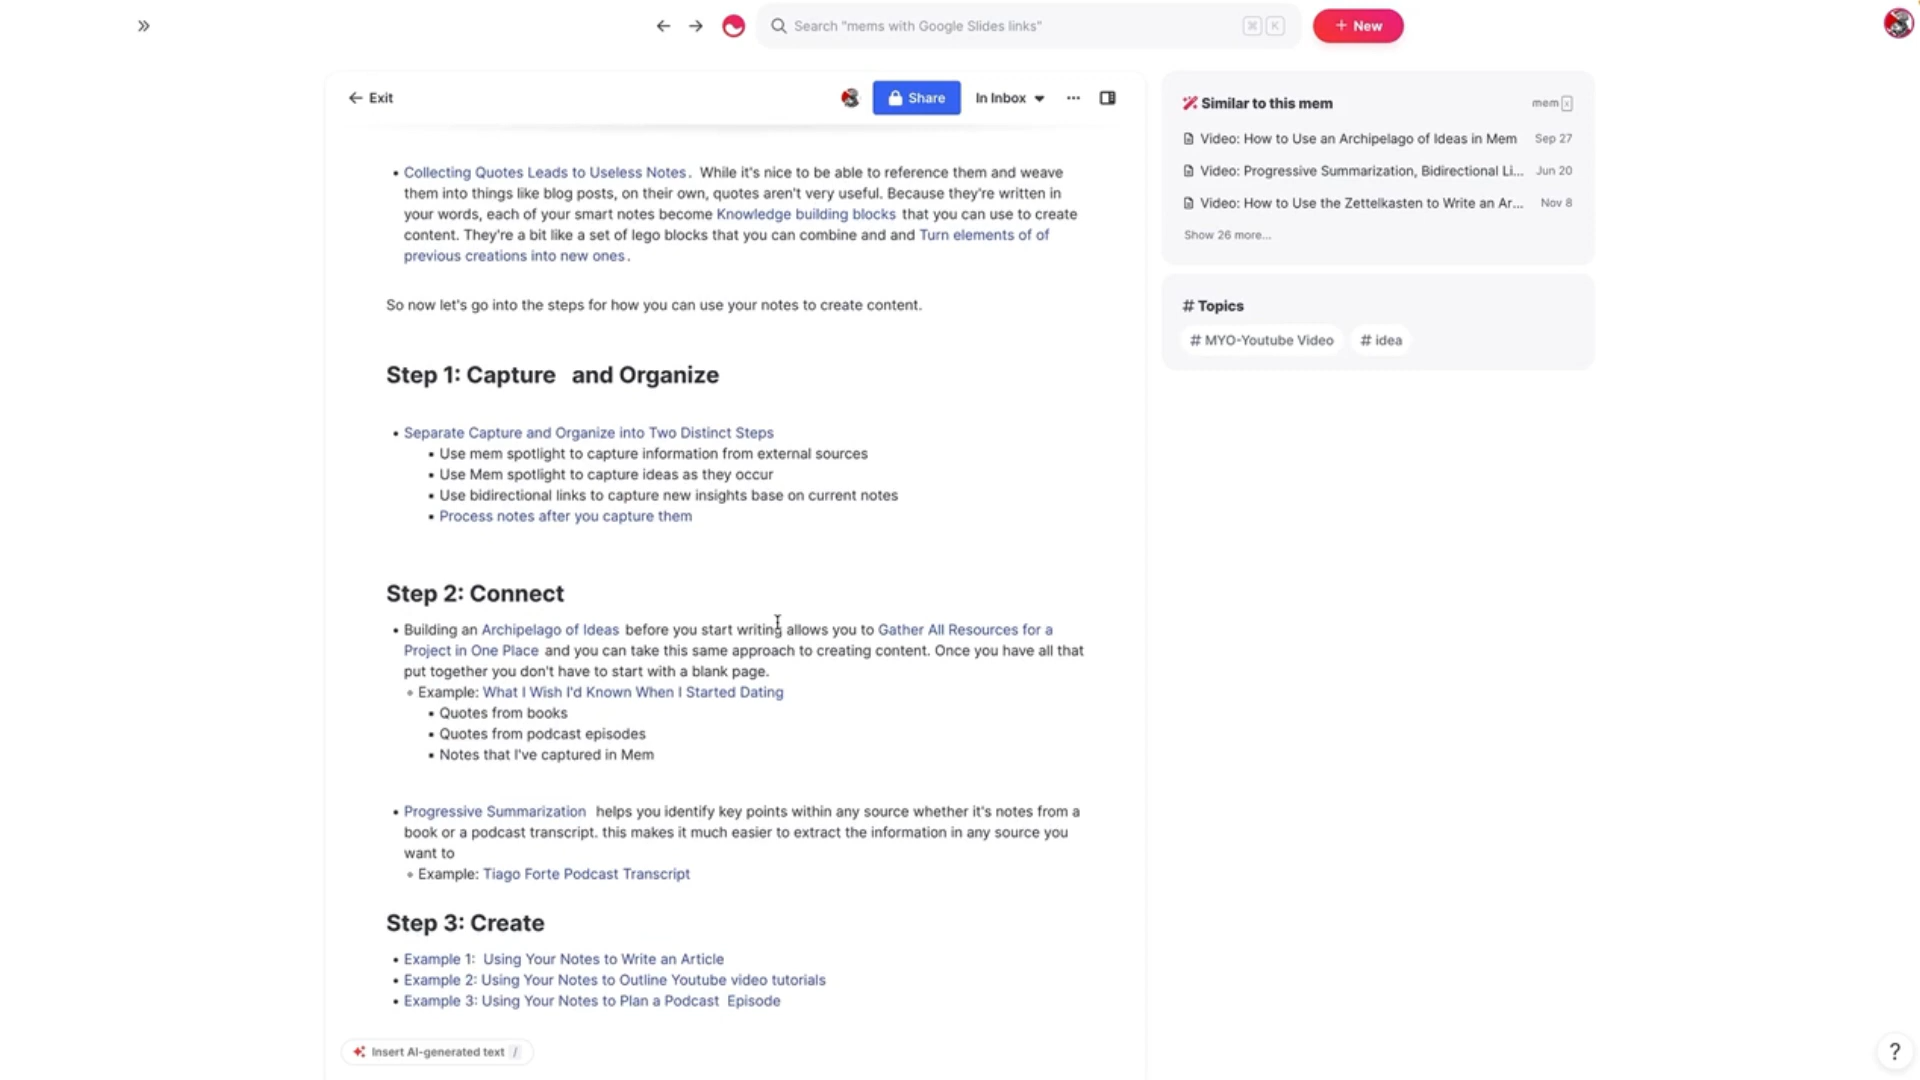 Search "mems with Google Slides links"
⌘ K
+ New
Exit
Share
In Inbox
Collecting Quotes Leads to Useless Notes. While it's nice to be able to reference them and weave
them into things like blog posts, on their own, quotes aren't very useful. Because they're written in
your words, each of your smart notes become Knowledge building blocks that you can use to create
content. They're a bit like a set of lego blocks that you can combine and and Turn elements of of
previous creations into new ones.
So now let's go into the steps for how you can use your notes to create content.
Step 1: Capture and Organize
Separate Capture and Organize into Two Distinct Steps
Use mem spotlight to capture information from external sources
Use Mem spotlight to capture ideas as they occur
Use bidirectional links to capture new insights base on current notes
Process notes after you capture them
Step 2: Connect
Building an Archipelago of Ideas before you start writing allows you to Gather All Resources for a
Project in One Place and you can take this same approach to creating content. Once you have all that
put together you don't have to start with a blank page.
Example: What I Wish I'd Known When I Started Dating
Quotes from books
Quotes from podcast episodes
Notes that I've captured in Mem
Progressive Summarization helps you identify key points within any source whether it's notes from a
book or a podcast transcript. this makes it much easier to extract the information in any source you
want to
Example: Tiago Forte Podcast Transcript
Step 3: Create
Example 1: Using Your Notes to Write an Article
Example 2: Using Your Notes to Outline Youtube video tutorials
Example 3: Using Your Notes to Plan a Podcast Episode
Insert AI-generated text /
Similar to this mem
mem x
Video: How to Use an Archipelago of Ideas in Mem Sep 27
Video: Progressive Summarization, Bidirectional Li... Jun 20
Video: How to Use the Zettelkasten to Write an Ar... Nov 8
Show 26 more...
# Topics
# MYO-Youtube Video # idea
?